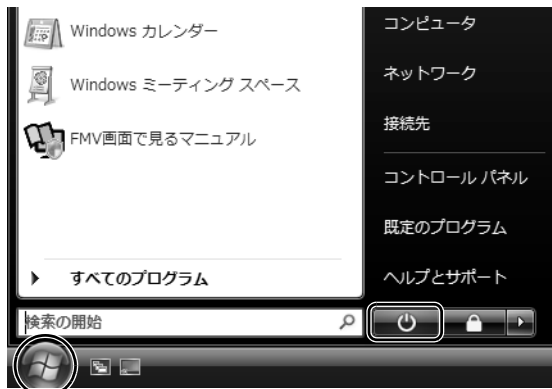 Windows カレンダー
Windows ミーティング スペース
FMV画面で見るマニュアル
すべてのプログラム
検索の開始
コンピュータ
ネットワーク
接続先
コントロール パネル
既定のプログラム
ヘルプとサポート